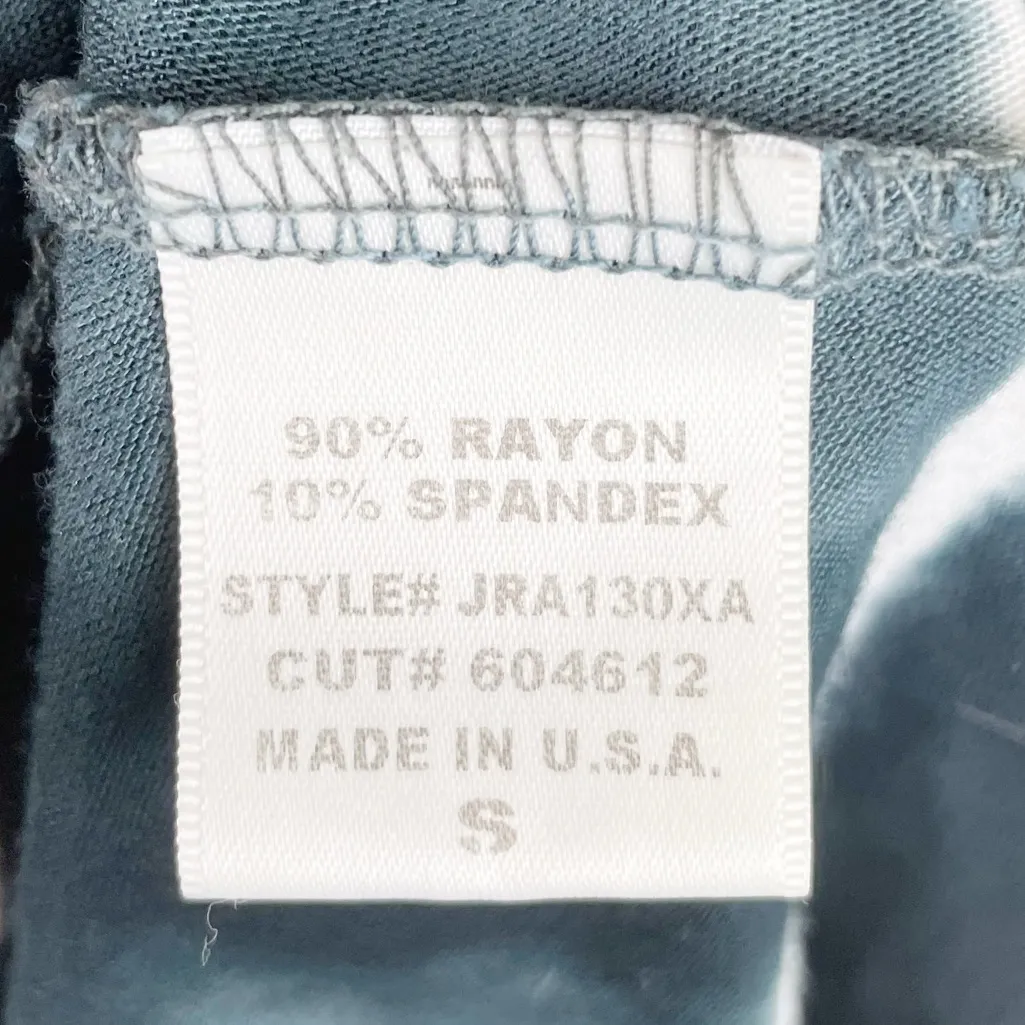 90% RAYON
10% SPANDEX
STYLE# JRA130XA
CUT# 604612
MADE IN U.S.A.
S